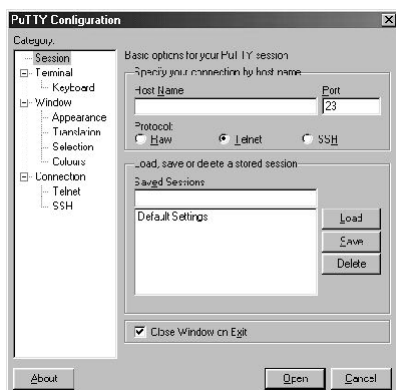 PuTTY Configuration
Category:
Session
Terminal
Keyboard
Window
Appearance
Translation
Selection
Colours
Connection
Telnet
SSH
Basic options for your PuTTY session
Specify your connection by host name
Host Name
Port
23
Protocol:
Raw
Telnet
SSH
Load, save or delete a stored session
Saved Sessions
Default Settings
Load
Save
Delete
Close Window on Exit
About
Open
Cancel